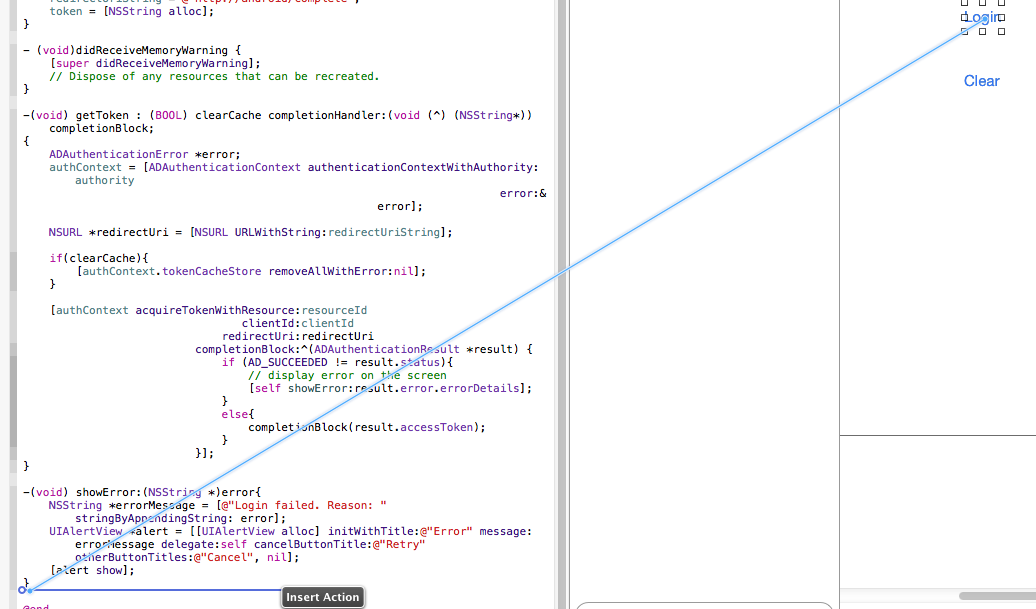 redirectUriString = @"http://android/complete";
token = [NSString alloc];
}
- (void)didReceiveMemoryWarning {
[super didReceiveMemoryWarning];
// Dispose of any resources that can be recreated.
}
-(void) getToken : (BOOL) clearCache completionHandler:(void (^) (NSString*))
completionBlock;
{
ADAuthenticationError *error;
authContext = [ADAuthenticationContext authenticationContextWithAuthority:
authority
error:&
error];
NSURL *redirectUri = [NSURL URLWithString:redirectUriString];
if(clearCache){
[authContext.tokenCacheStore removeAllWithError:nil];
}
[authContext acquireTokenWithResource:resourceId
clientId:clientId
redirectUri:redirectUri
completionBlock:^(ADAuthenticationResult *result) {
if (AD_SUCCEEDED != result.status){
// display error on the screen
[self showError:result.error.errorDetails];
}
else{
completionBlock(result.accessToken);
}
}];
}
-(void) showError:(NSString *)error{
NSString *errorMessage = [@"Login failed. Reason: "
stringByAppendingString: error];
UIAlertView *alert = [[UIAlertView alloc] initWithTitle:@"Error" message:
errorMessage delegate:self cancelButtonTitle:@"Retry"
otherButtonTitles:@"Cancel", nil];
[alert show];
}
Insert Action
@end
Login
Clear